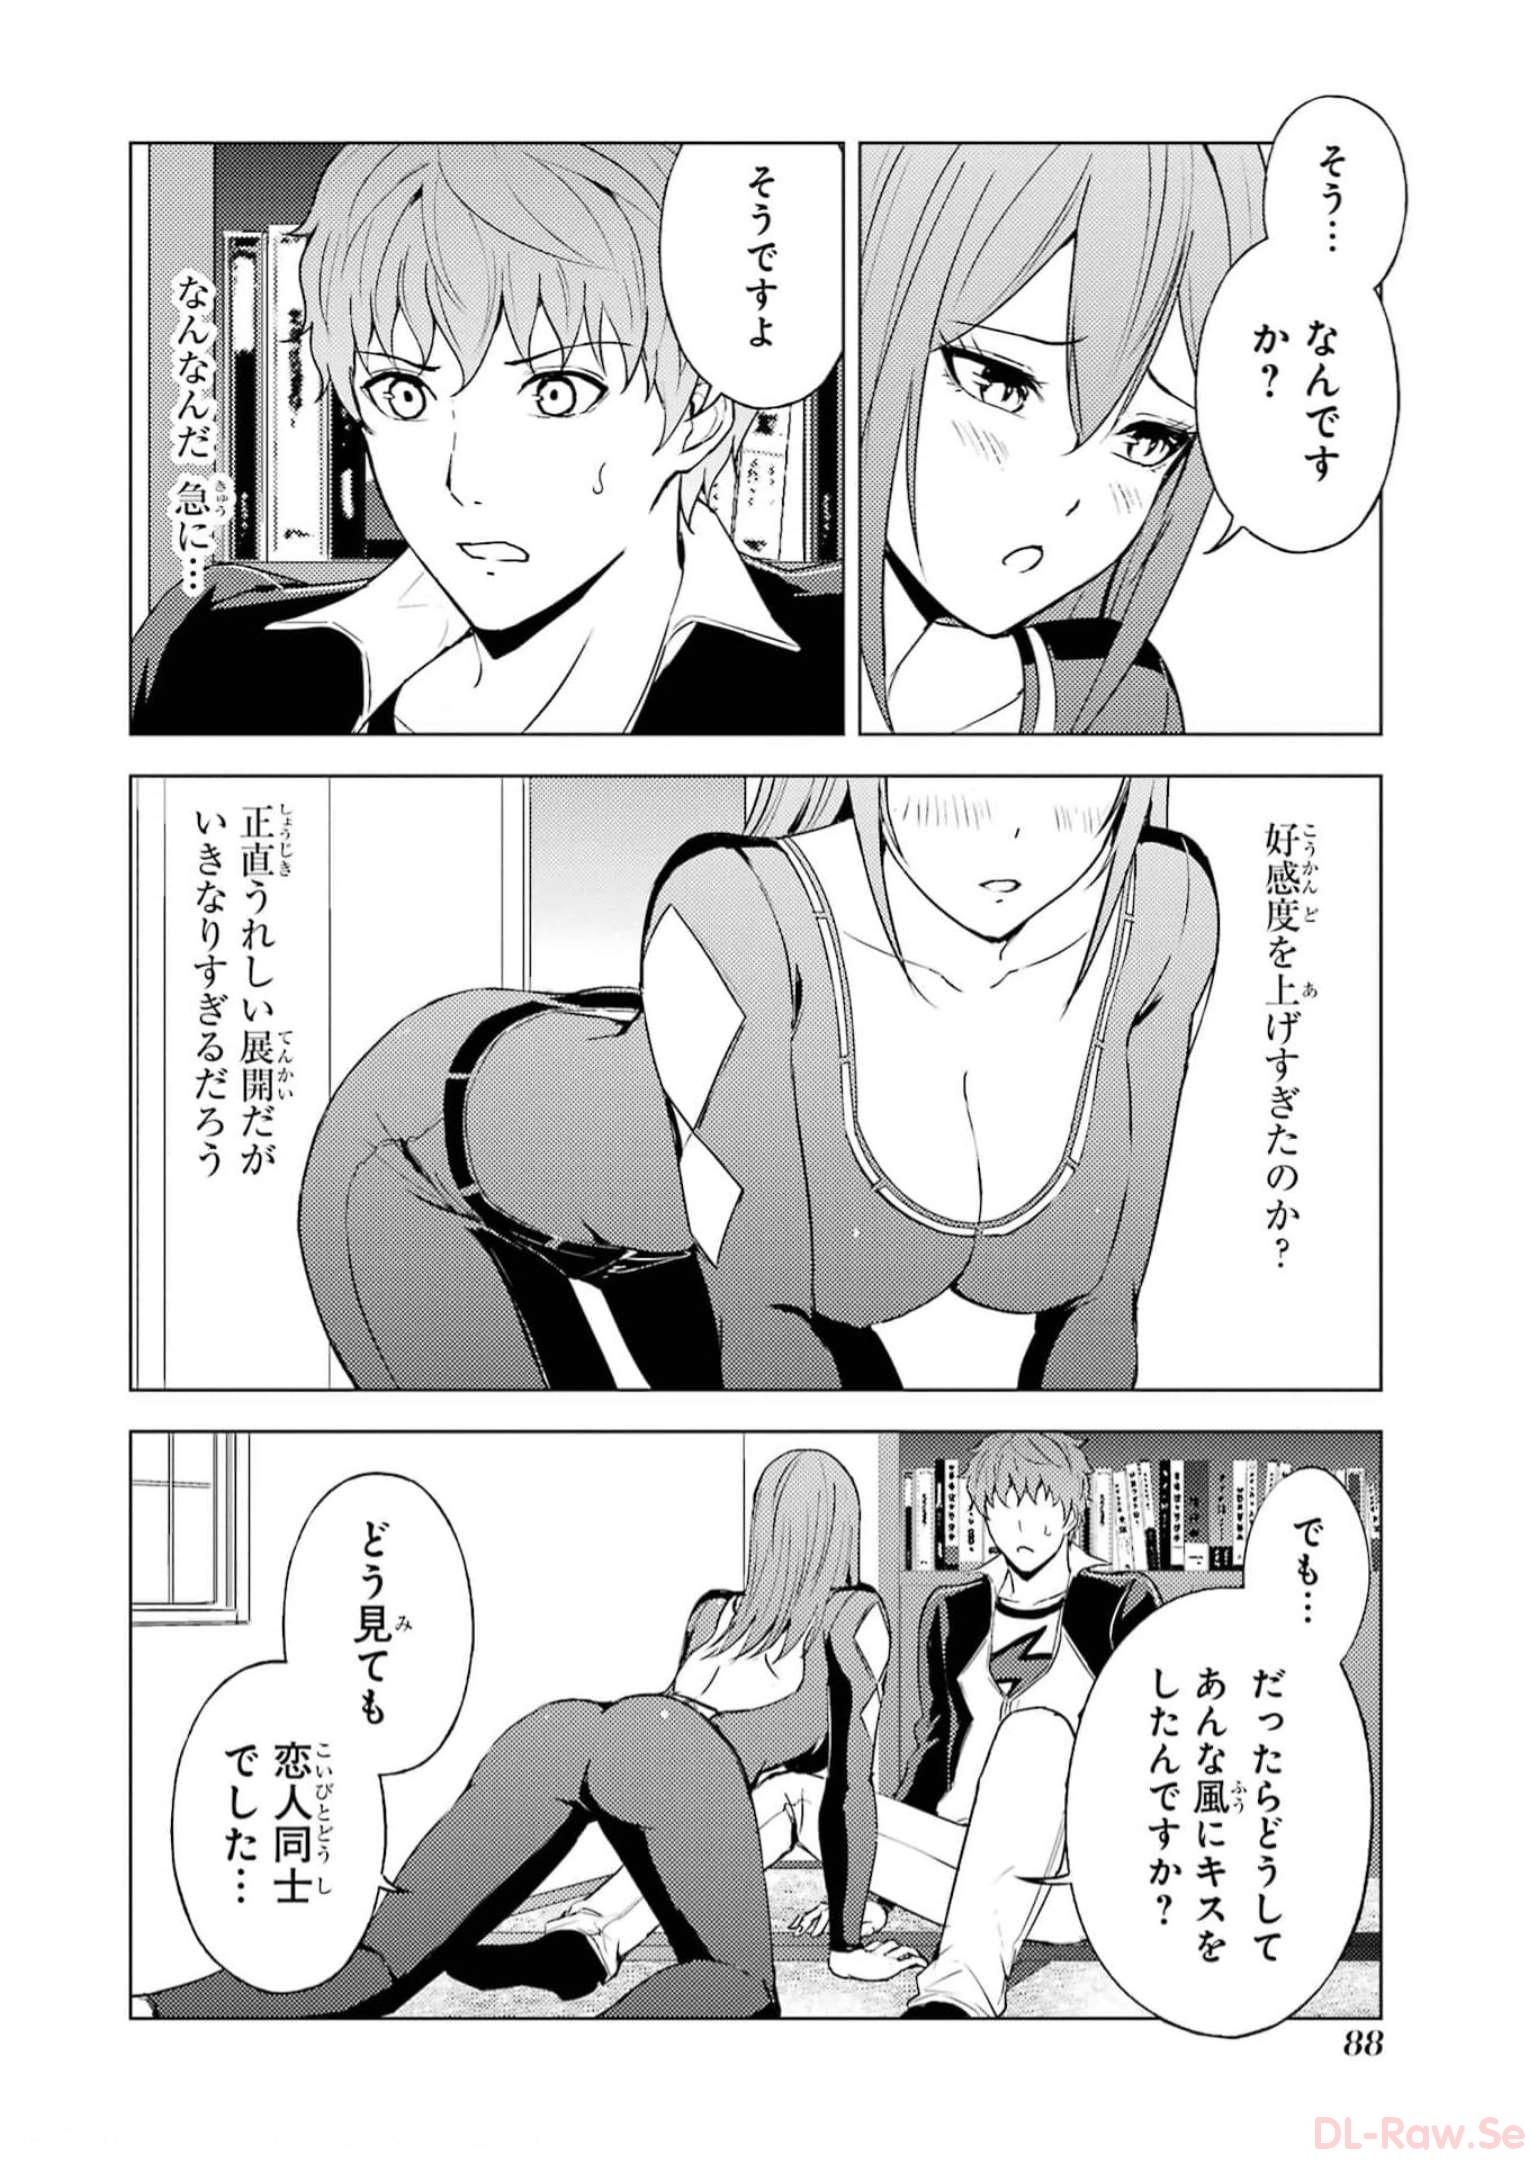 そう…
なんです
か？
そうですよ
なんなんだ急に…
好感度を上げすぎたのか？
正直うれしい展開だが
いきなりすぎるだろう
でも…
だったらどうして
あんな風にキスを
したんですか？
どう見ても
恋人同士
でした…
88
DL-Raw.Se